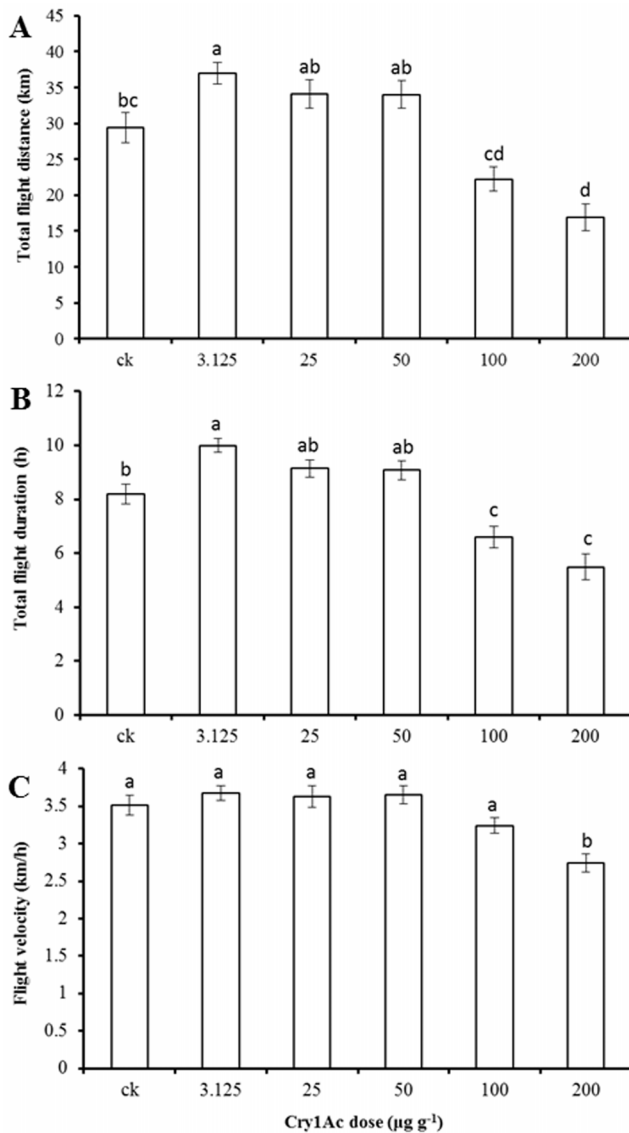 A
Total flight distance (km)
45
40
35
30
25
20
15
10
5
0
bc
a
ab
ab
cd
d
ck 3.125 25 50 100 200
B
Total flight duration (h)
12
10
8
6
4
2
0
b
a
ab
ab
c
c
ck 3.125 25 50 100 200
C
Flight velocity (km/h)
4
3.5
3
2.5
2
1.5
1
0.5
0
a
a
a
a
a
b
ck 3.125 25 50 100 200
Cry1Ac dose (µg g⁻¹)